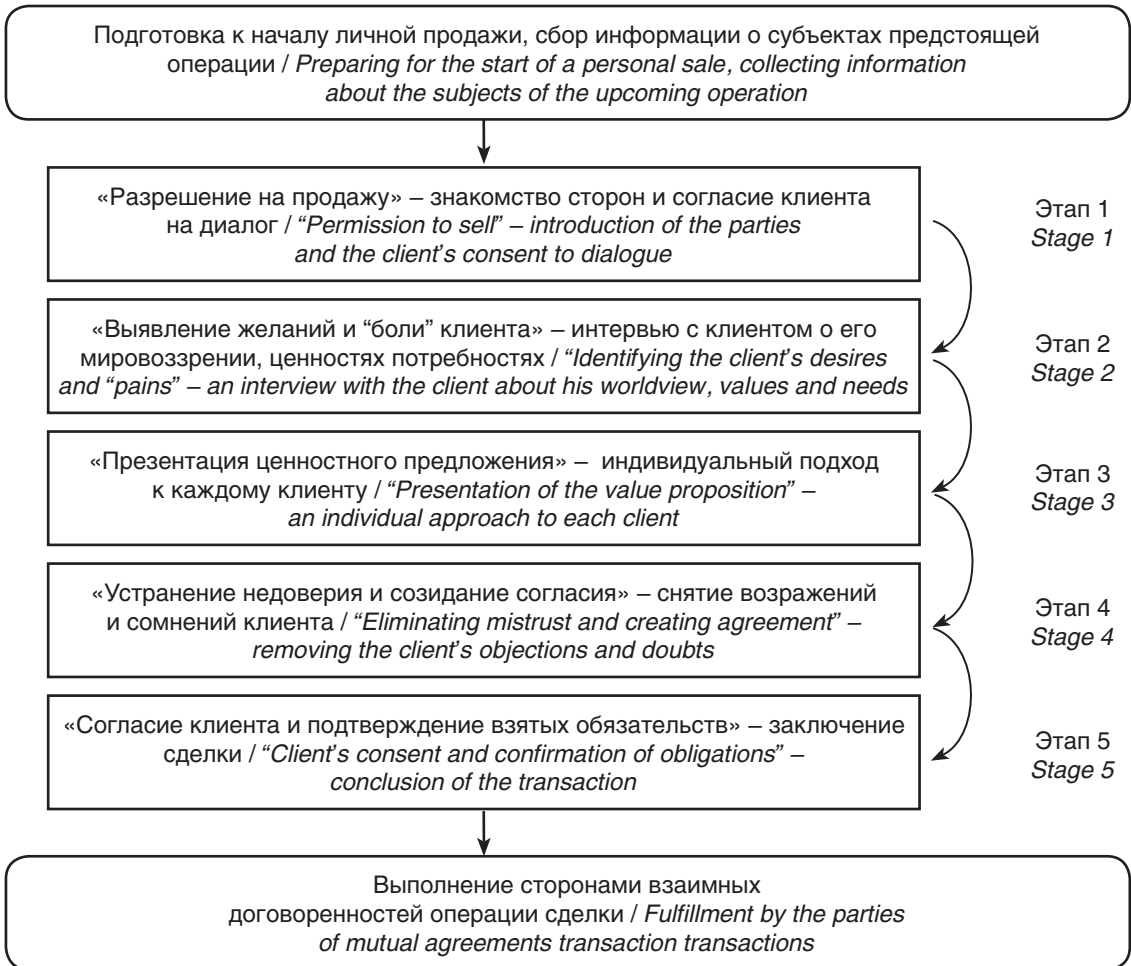 Подготовка к началу личной продажи, сбор информации о субъектах предстоящей
операции / Preparing for the start of a personal sale, collecting information
about the subjects of the upcoming operation
«Разрешение на продажу» – знакомство сторон и согласие клиента
на диалог / “Permission to sell” – introduction of the parties
and the client’s consent to dialogue
Этап 1
Stage 1
«Выявление желаний и “боли” клиента» – интервью с клиентом о его
мировоззрении, ценностях потребностях / “Identifying the client’s desires
and “pains” – an interview with the client about his worldview, values and needs
Этап 2
Stage 2
«Презентация ценностного предложения» – индивидуальный подход
к каждому клиенту / “Presentation of the value proposition” –
an individual approach to each client
Этап 3
Stage 3
«Устранение недоверия и созидание согласия» – снятие возражений
и сомнений клиента / “Eliminating mistrust and creating agreement” –
removing the client’s objections and doubts
Этап 4
Stage 4
«Согласие клиента и подтверждение взятых обязательств» – заключение
сделки / “Client’s consent and confirmation of obligations” –
conclusion of the transaction
Этап 5
Stage 5
Выполнение сторонами взаимных
договоренностей операции сделки / Fulfillment by the parties
of mutual agreements transaction transactions